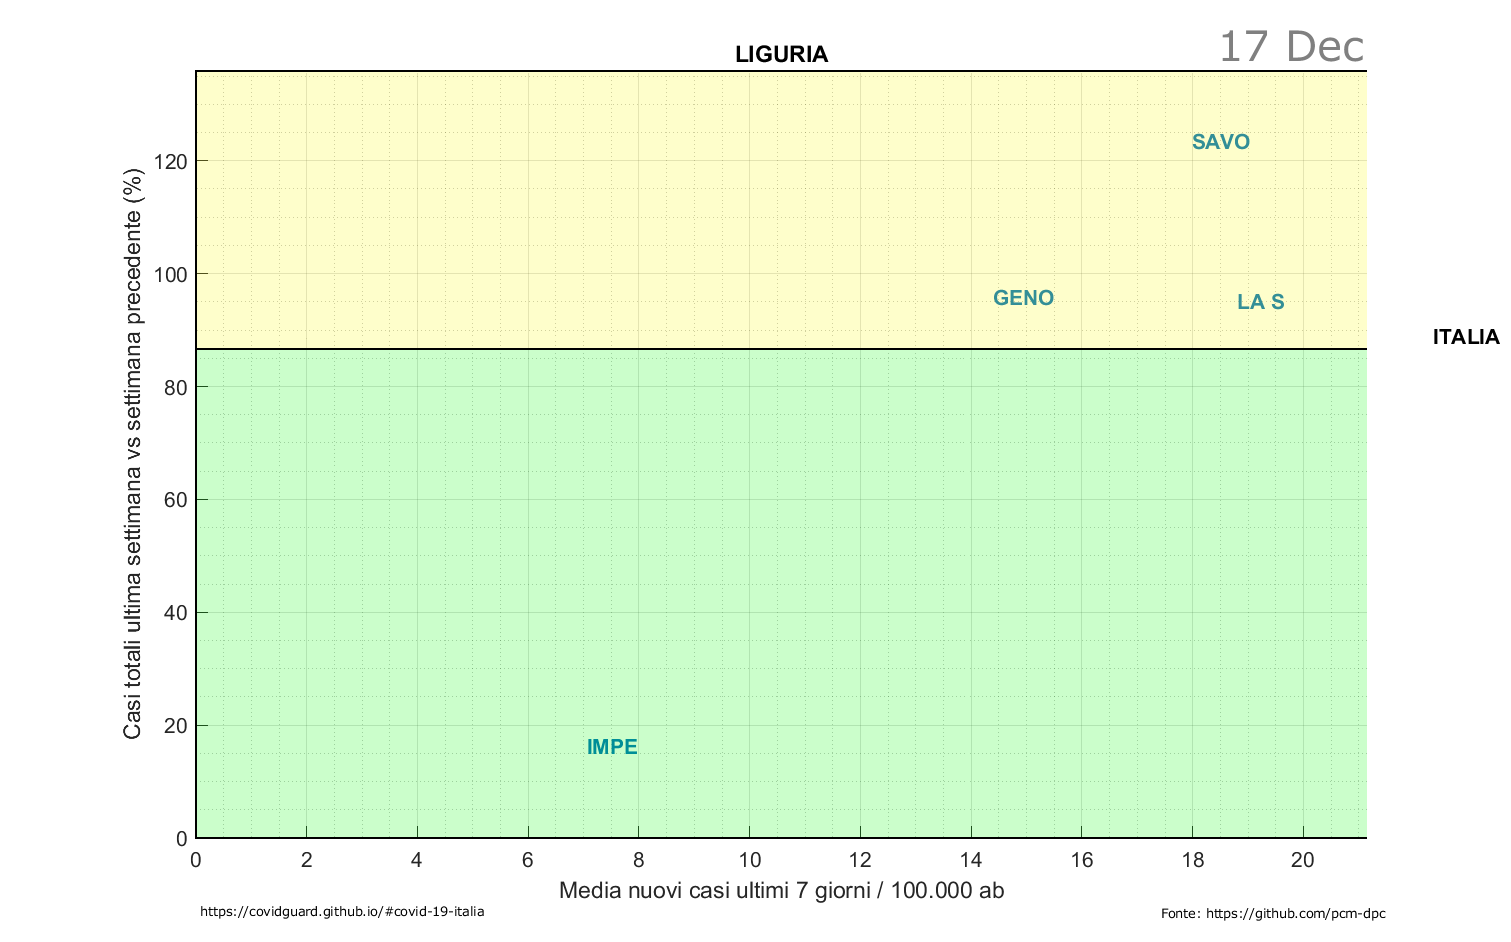 LIGURIA
17 Dec
Casi totali ultima settimana vs settimana precedente (%)
120
100
80
60
40
20
0
SAVO
GENO
LA S
ITALIA
IMPE
0 2 4 6 8 10 12 14 16 18 20
Media nuovi casi ultimi 7 giorni / 100.000 ab
https://covidguard.github.io/#covid-19-italia
Fonte: https://github.com/pcm-dpc